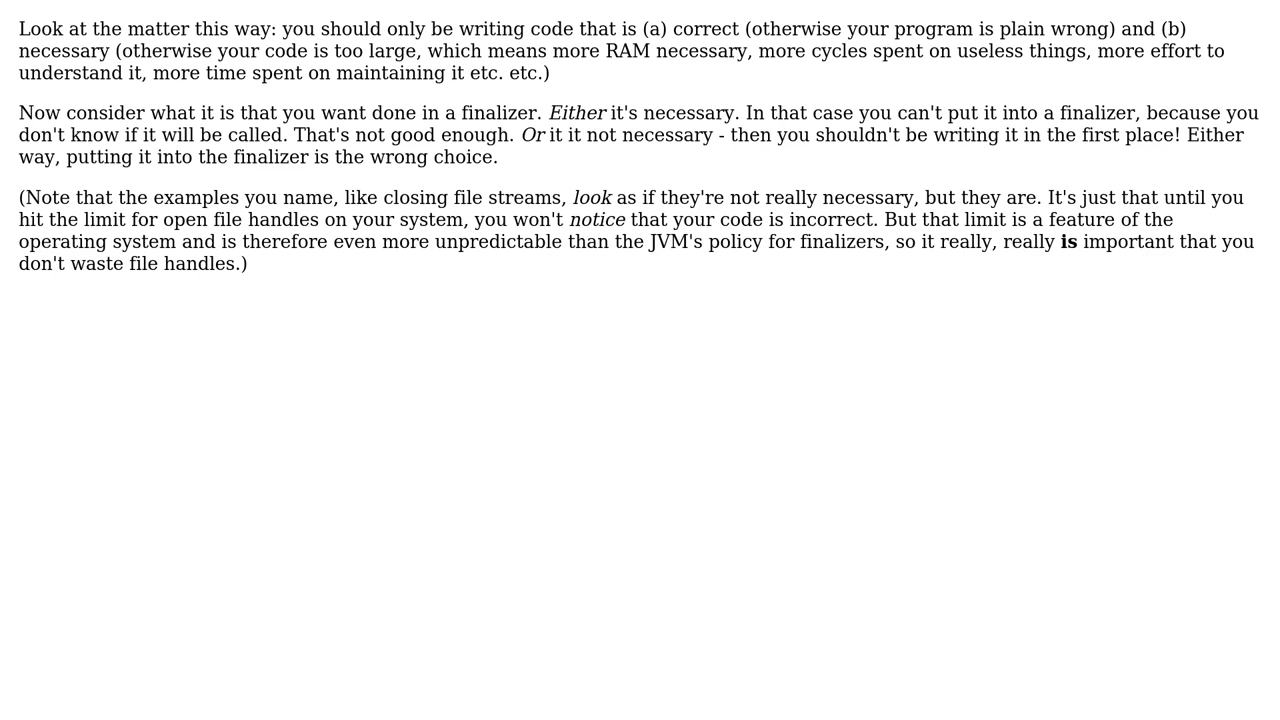 Look at the matter this way: you should only be writing code that is (a) correct (otherwise your program is plain wrong) and (b)
necessary (otherwise your code is too large, which means more RAM necessary, more cycles spent on useless things, more effort to
understand it, more time spent on maintaining it etc. etc.)
Now consider what it is that you want done in a finalizer. Either it's necessary. In that case you can't put it into a finalizer, because you
don't know if it will be called. That's not good enough. Or it it not necessary - then you shouldn't be writing it in the first place! Either
way, putting it into the finalizer is the wrong choice.
(Note that the examples you name, like closing file streams, look as if they're not really necessary, but they are. It's just that until you
hit the limit for open file handles on your system, you won't notice that your code is incorrect. But that limit is a feature of the
operating system and is therefore even more unpredictable than the JVM's policy for finalizers, so it really, really is important that you
don't waste file handles.)